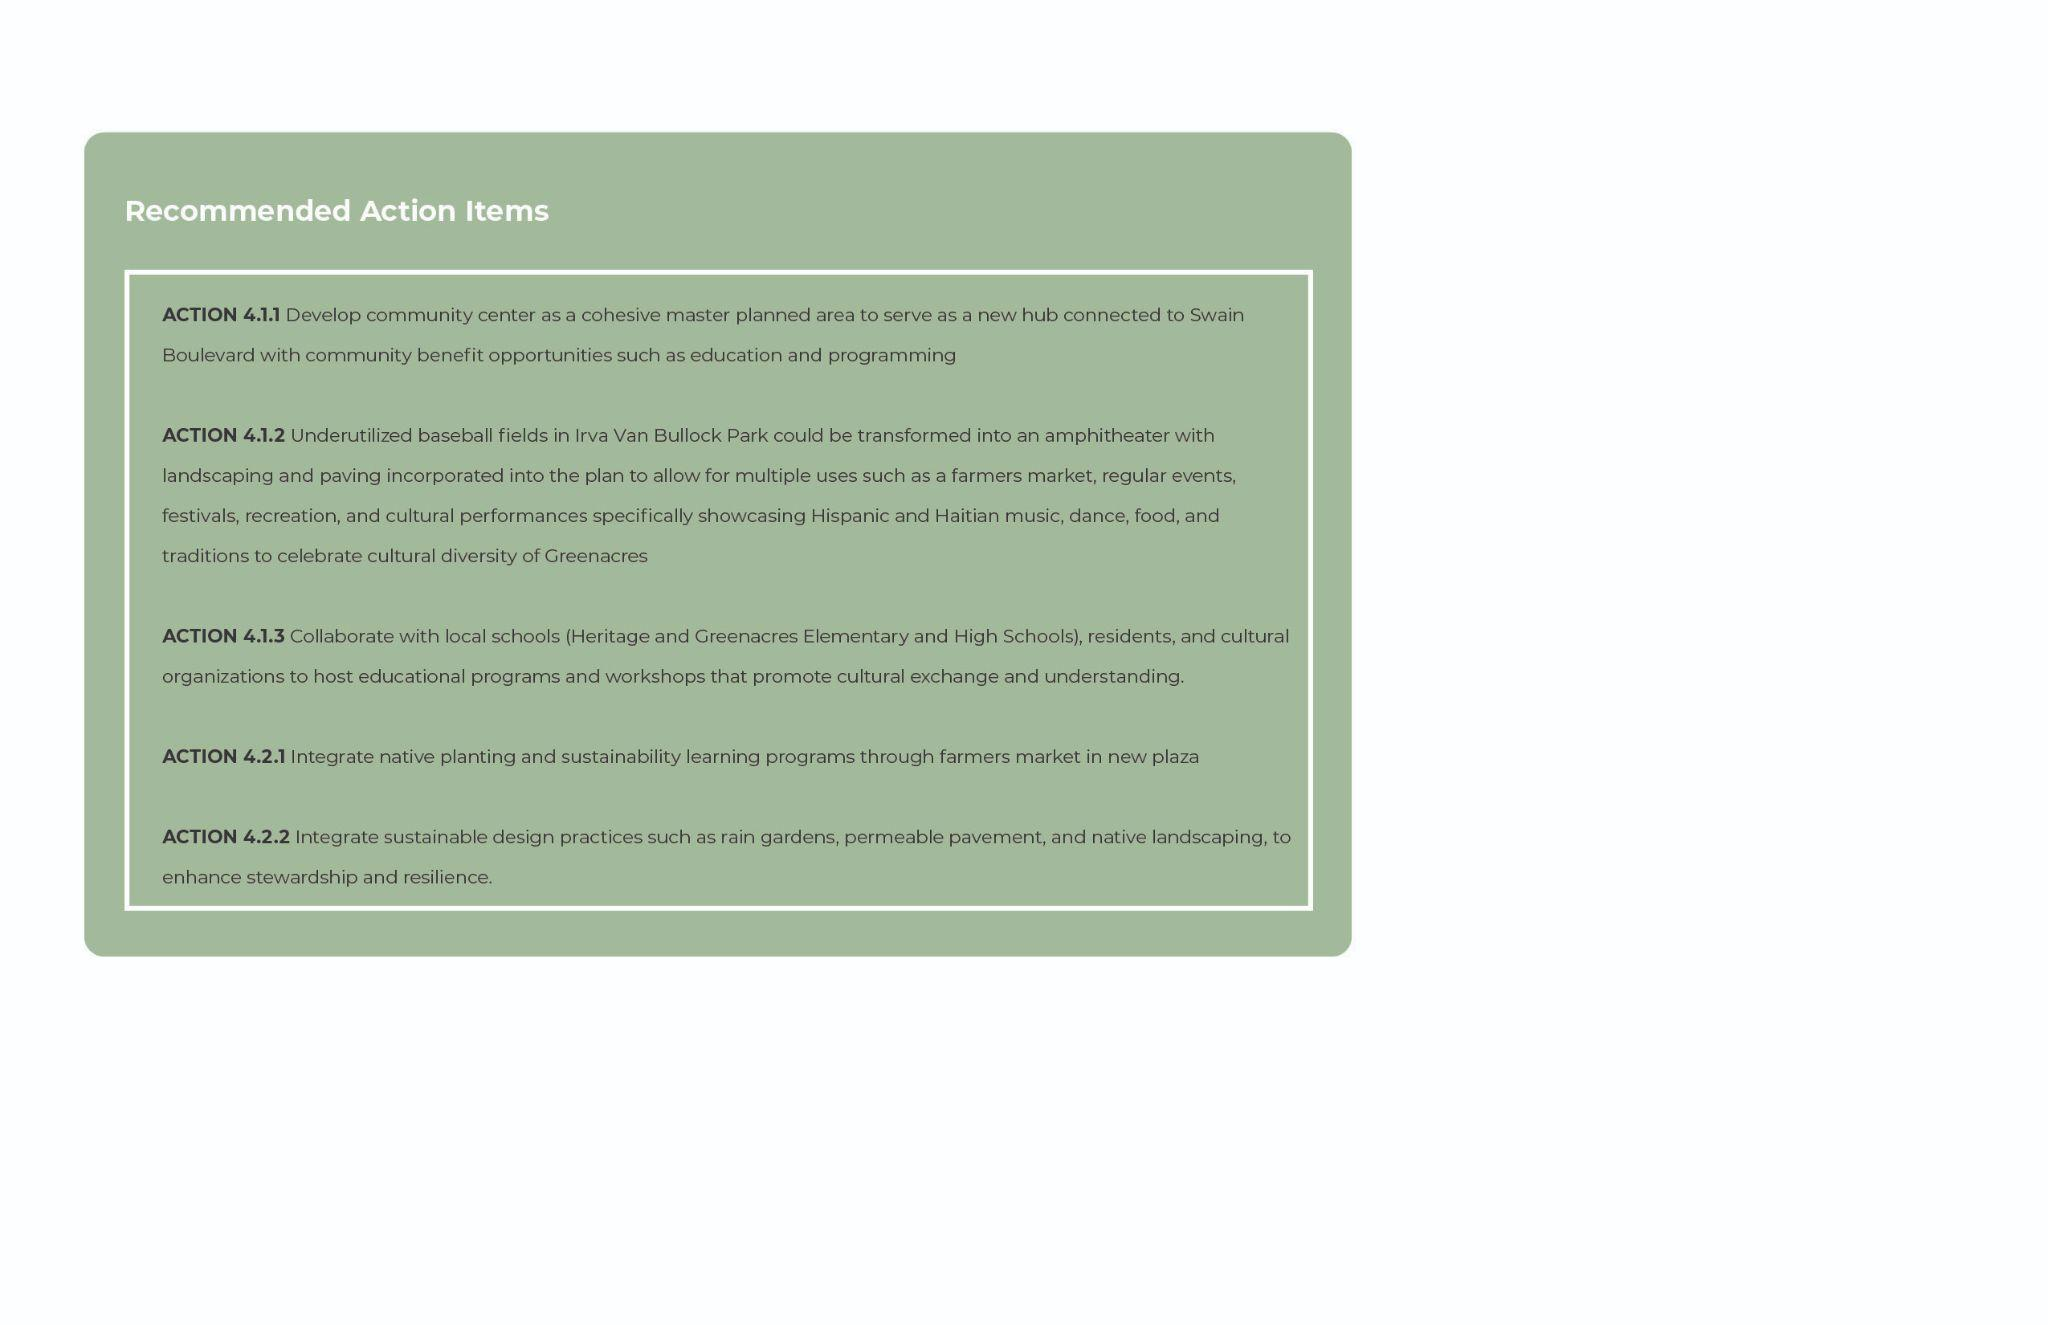 Recommended Action Items
ACTION 4.1.1 Develop community center as a cohesive master planned area to serve as a new hub connected to Swain
Boulevard with community benefit opportunities such as education and programming
ACTION 4.1.2 Underutilized baseball fields in Irva Van Bullock Park could be transformed into an amphitheater with
landscaping and paving incorporated into the plan to allow for multiple uses such as a farmers market, regular events,
festivals, recreation, and cultural performances specifically showcasing Hispanic and Haitian music, dance, food, and
traditions to celebrate cultural diversity of Greenacres
ACTION 4.1.3 Collaborate with local schools (Heritage and Greenacres Elementary and High Schools), residents, and cultural
organizations to host educational programs and workshops that promote cultural exchange and understanding.
ACTION 4.2.1 Integrate native planting and sustainability learning programs through farmers market in new plaza
ACTION 4.2.2 Integrate sustainable design practices such as rain gardens, permeable pavement, and native landscaping, to
enhance stewardship and resilience.